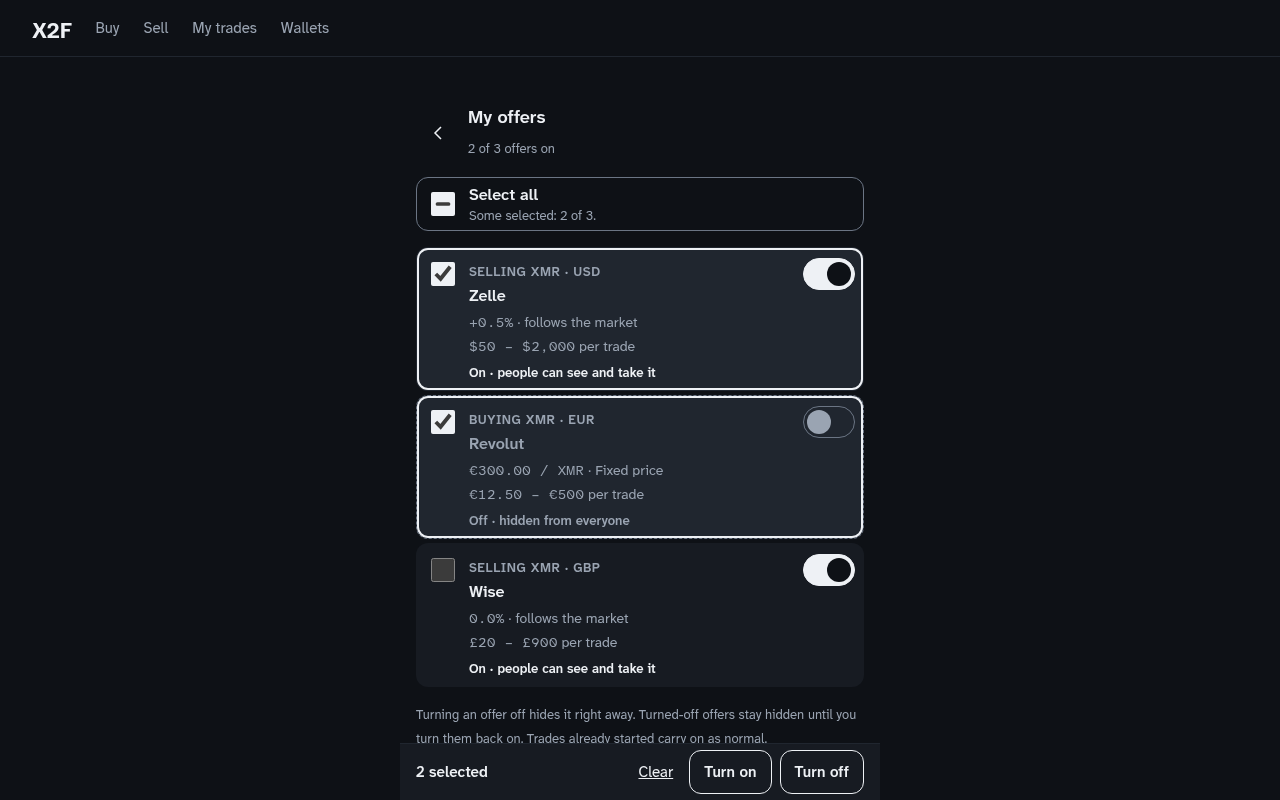 X2F Buy Sell My trades Wallets
My offers
2 of 3 offers on
Select all
Some selected: 2 of 3.
SELLING XMR · USD
Zelle
+0.5% · follows the market
$50 – $2,000 per trade
On · people can see and take it
BUYING XMR · EUR
Revolut
€300.00 / XMR · Fixed price
€12.50 – €500 per trade
Off · hidden from everyone
SELLING XMR · GBP
Wise
0.0% · follows the market
£20 – £900 per trade
On · people can see and take it
Turning an offer off hides it right away. Turned-off offers stay hidden until you
turn them back on. Trades already started carry on as normal.
2 selected Clear Turn on Turn off